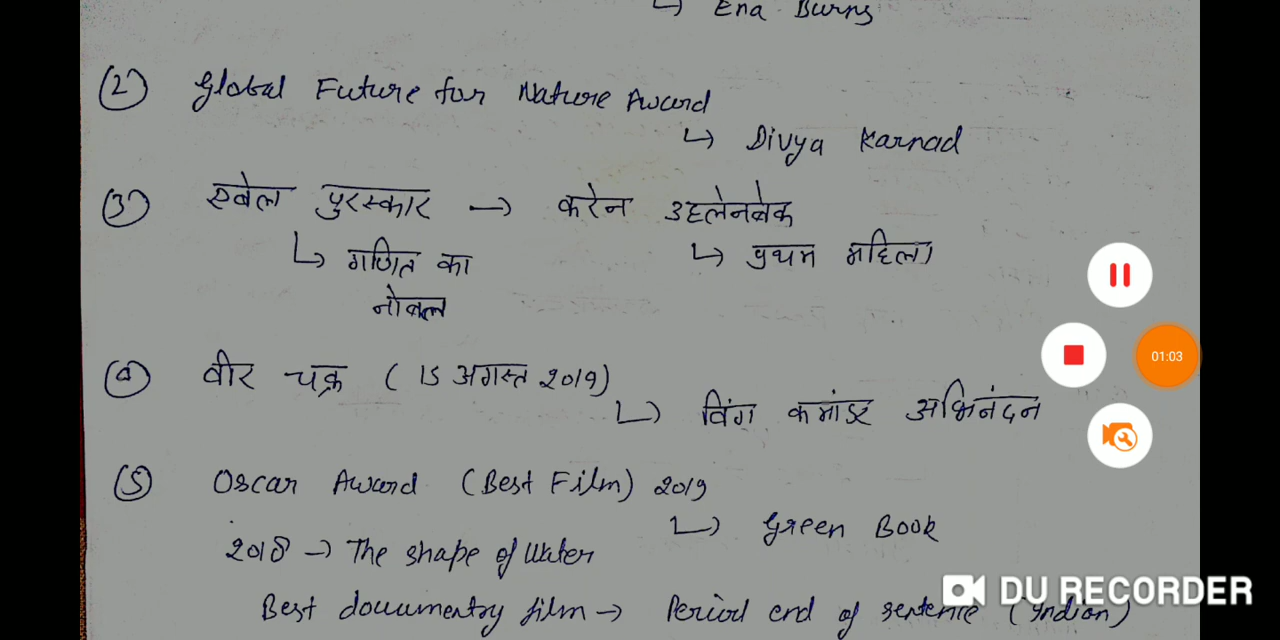 ↳ Ena Burns
(2) Global Future for Nature Award
↳ Divya Karnad
(3) एबेल पुरस्कार → करेन उहलेनबेक
↳ गणित का नोबल
↳ प्रथम महिला
(4) वीर चक्र (15 अगस्त 2019)
↳ विंग कमांडर अभिनंदन
(5) Oscar Award (Best Film) 2019
↳ Green Book
2018 → The shape of Water
Best documentry film → Period end of sentence (Indian)
01:03
DU RECORDER